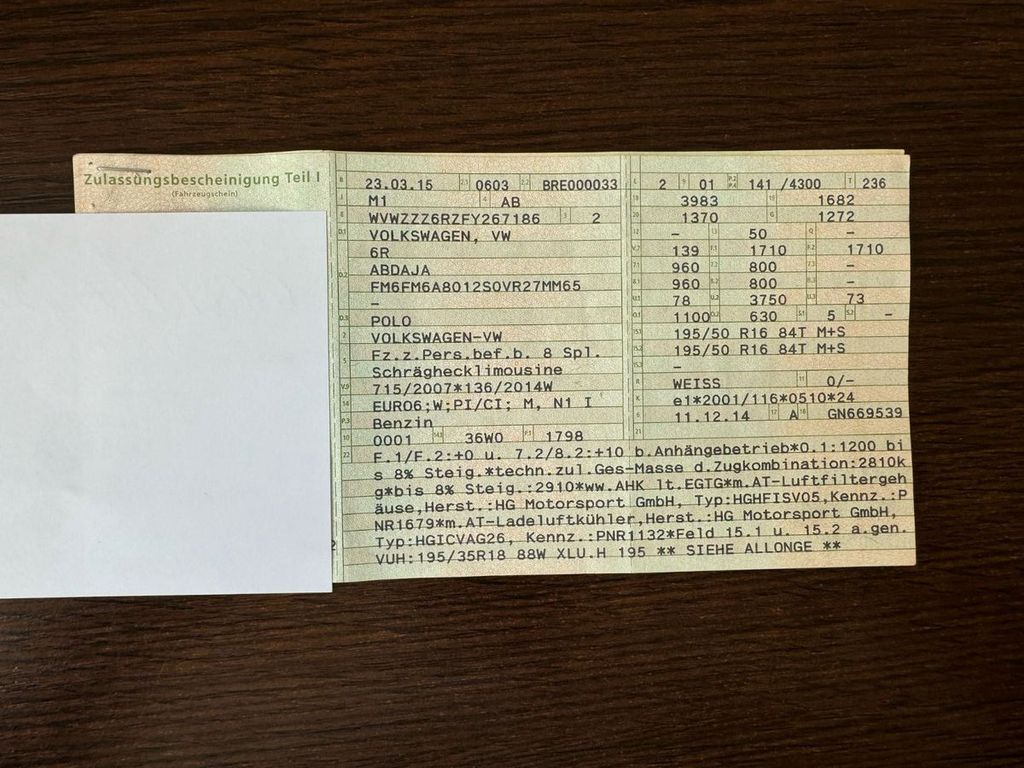 Zulassungsbescheinigung Teil I
(Fahrzeugschein)
23.03.15 0603 BRE000033
M1 AB
WVWZZZ6RZFY267186 2
VOLKSWAGEN, VW
6R
ABDAJA
FM6FM6A8012S0VR27MM65
–
POLO
VOLKSWAGEN-VW
Fz.z.Pers.bef.b. 8 Spl.
Schräghecklimousine
715/2007*136/2014W
EURO6;W;PI/CI; M, N1 I
Benzin
0001 36W0 1798
2 01 141 /4300 236
3983 1682
1370 1272
– 50 –
139 1710 1710
960 800 –
960 800 –
78 3750 73
1100 630 5 –
195/50 R16 84T M+S
195/50 R16 84T M+S
–
WEISS 0/–
e1*2001/116*0510*24
11.12.14 A GN669539
F.1/F.2:+0 u. 7.2/8.2:+10 b.Anhängebetrieb*0.1:1200 bi
s 8% Steig.*techn.zul.Ges-Masse d.Zugkombination:2810k
g*bis 8% Steig.:2910*ww.AHK lt.EGTG*m.AT-Luftfiltergeh
äuse,Herst.:HG Motorsport GmbH, Typ:HGHFISV05,Kennz.:P
NR1679*m.AT-Ladeluftkühler,Herst.:HG Motorsport GmbH,
Typ:HGICVAG26, Kennz.:PNR1132*Feld 15.1 u. 15.2 a.gen.
VUH:195/35R18 88W XLU.H 195 ** SIEHE ALLONGE **